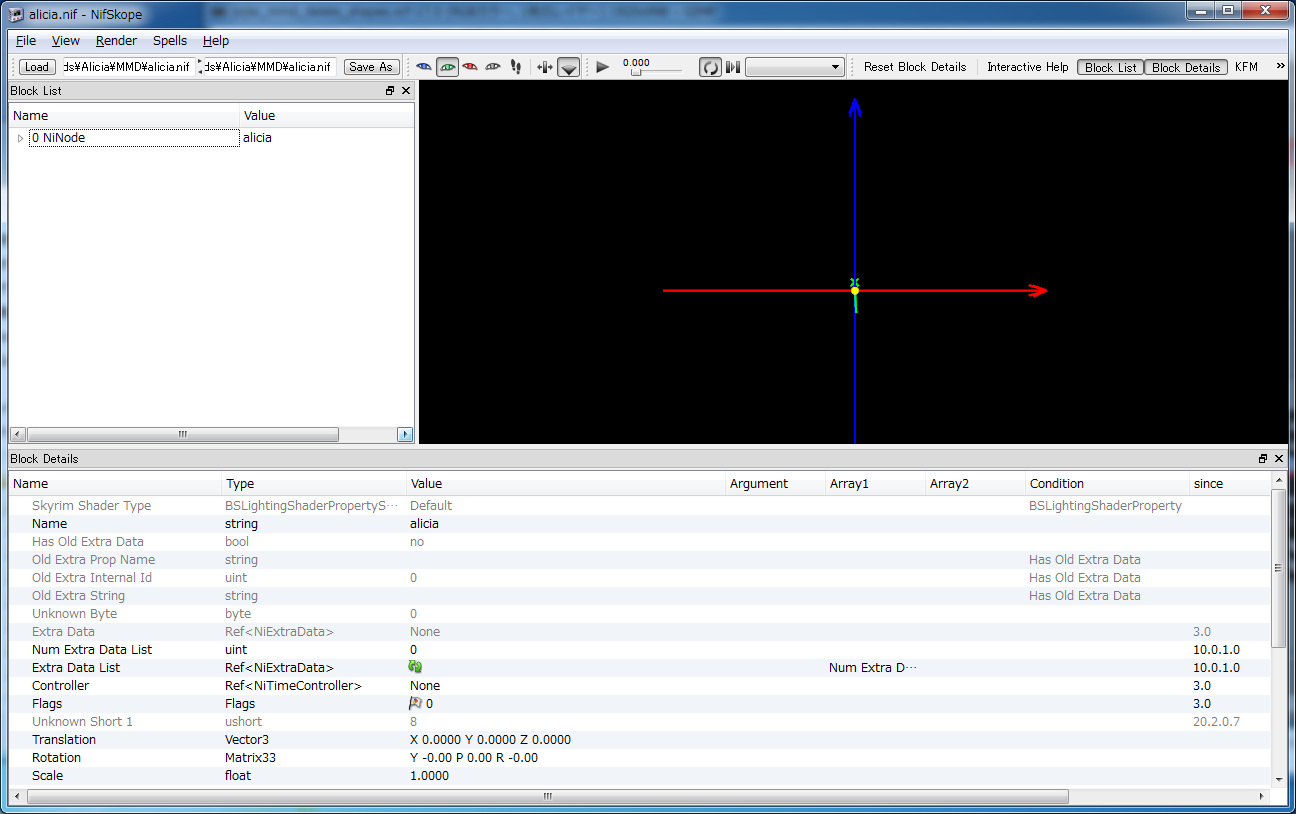 alicia.nif - NifSkope
File View Render Spells Help
Load ds¥Alicia¥MMD¥alicia.nif ds¥Alicia¥MMD¥alicia.nif Save As 0.000 Reset Block Details Interactive Help Block List Block Details KFM »
Block List
Name Value
0 NiNode alicia
Block Details
Name Type Value Argument Array1 Array2 Condition since
Skyrim Shader Type BSLightingShaderPropertyS··· Default BSLightingShaderProperty
Name string alicia
Has Old Extra Data bool no
Old Extra Prop Name string Has Old Extra Data
Old Extra Internal Id uint 0 Has Old Extra Data
Old Extra String string Has Old Extra Data
Unknown Byte byte 0
Extra Data Ref<NiExtraData> None 3.0
Num Extra Data List uint 0 10.0.1.0
Extra Data List Ref<NiExtraData> Num Extra D··· 10.0.1.0
Controller Ref<NiTimeController> None 3.0
Flags Flags 0 3.0
Unknown Short 1 ushort 8 20.2.0.7
Translation Vector3 X 0.0000 Y 0.0000 Z 0.0000
Rotation Matrix33 Y -0.00 P 0.00 R -0.00
Scale float 1.0000